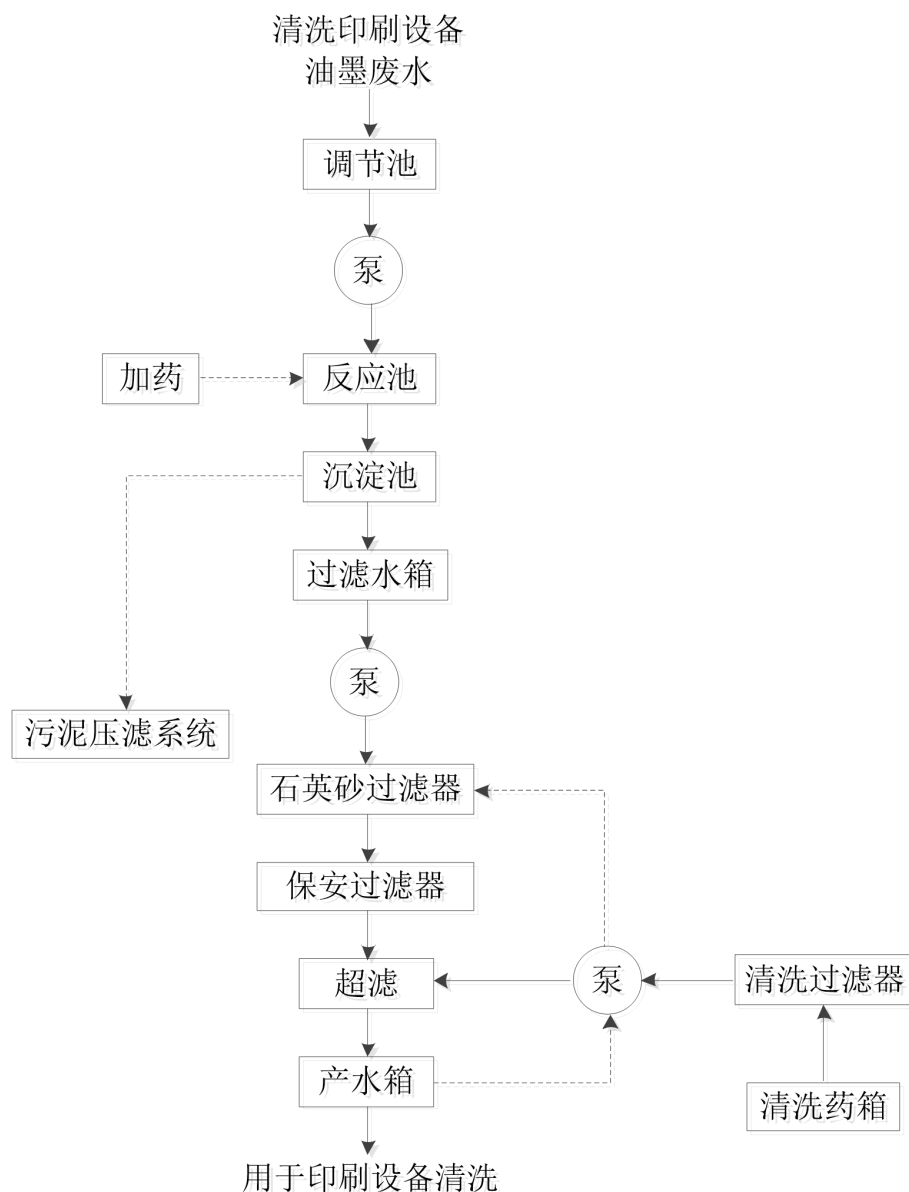 清洗印刷设备
油墨废水
调节池
泵
加药
反应池
沉淀池
过滤水箱
泵
污泥压滤系统
石英砂过滤器
保安过滤器
超滤
泵
清洗过滤器
产水箱
清洗药箱
用于印刷设备清洗